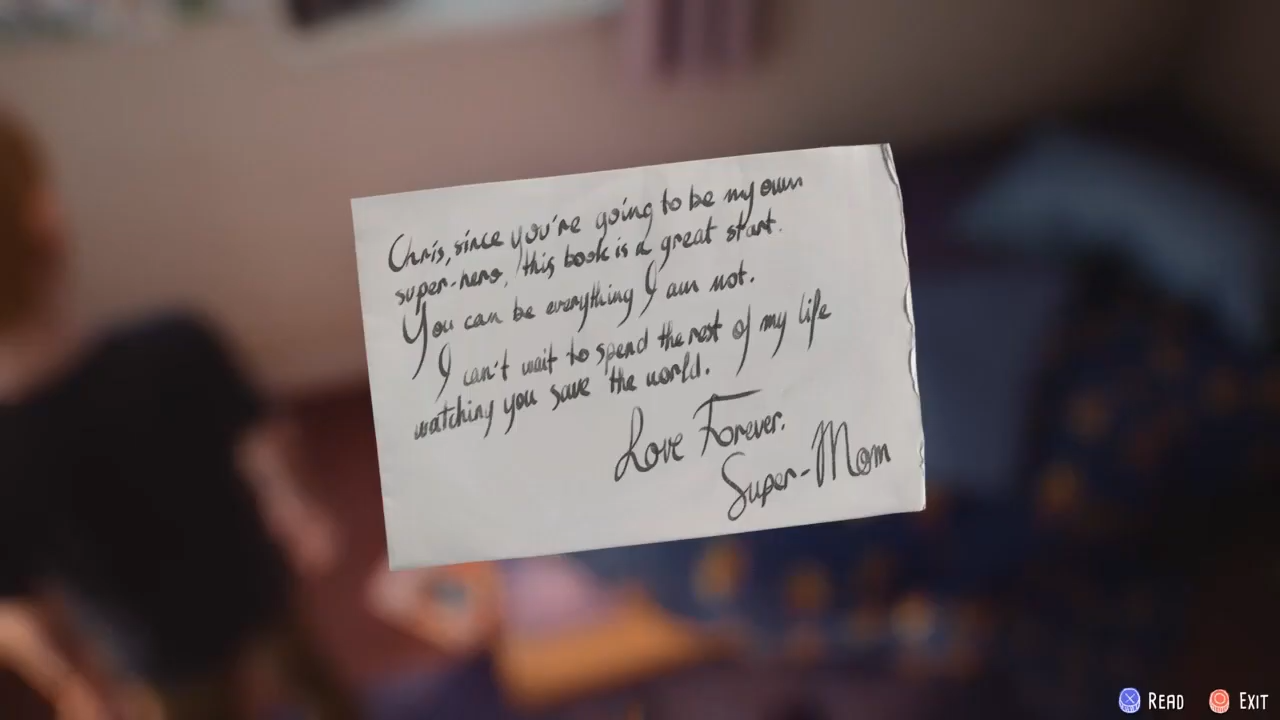 Chris, since you're going to be my own
super-hero, this book is a great start.
You can be everything I am not.
I can't wait to spend the rest of my life
watching you save the world.
Love Forever.
Super-Mom
READ
EXIT